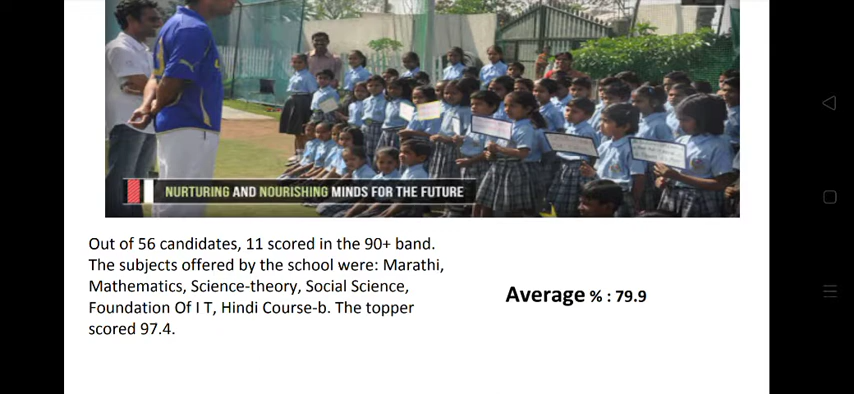 NURTURING AND NOURISHING MINDS FOR THE FUTURE
Out of 56 candidates, 11 scored in the 90+ band.
The subjects offered by the school were: Marathi,
Mathematics, Science-theory, Social Science,
Foundation Of I T, Hindi Course-b. The topper
scored 97.4.
Average % : 79.9